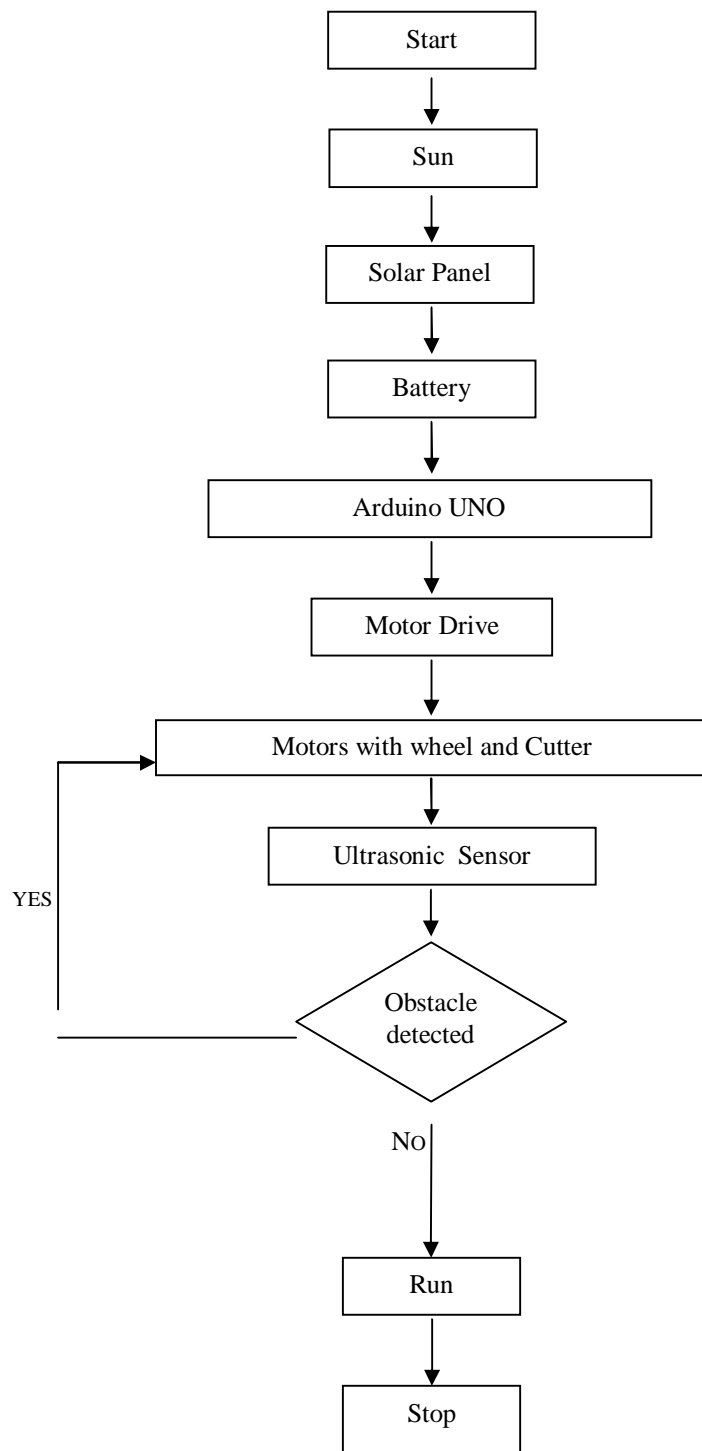 Start
Sun
Solar Panel
Battery
Arduino UNO
Motor Drive
Motors with wheel and Cutter
Ultrasonic  Sensor
YES
Obstacle
detected
NO
Run
Stop